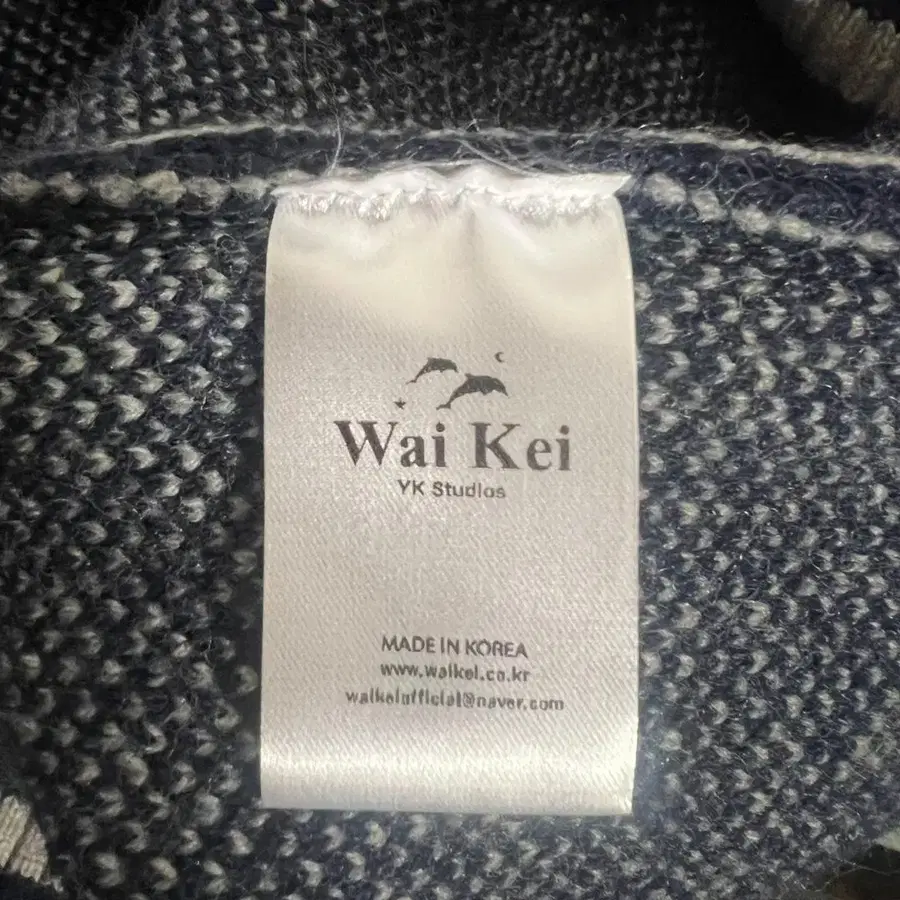 Wai Kei
YK Studios
MADE IN KOREA
www.waikei.co.kr
waikeiofficial@naver.com